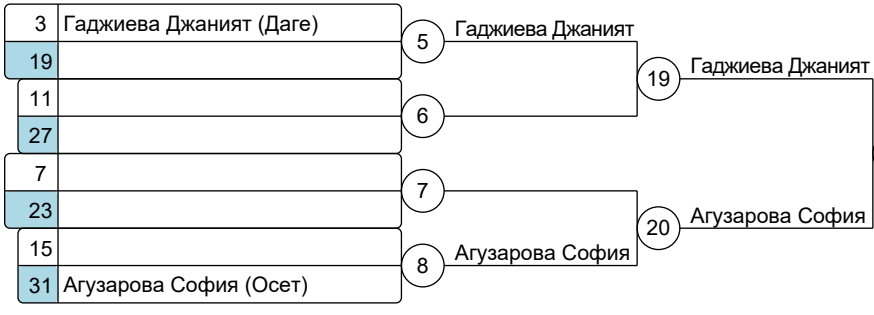 3 Гаджиева Джаният (Даге)
19
11
27
7
23
15
31 Агузарова София (Осет)
5 Гаджиева Джаният
6
7
8 Агузарова София
19 Гаджиева Джаният
20 Агузарова София